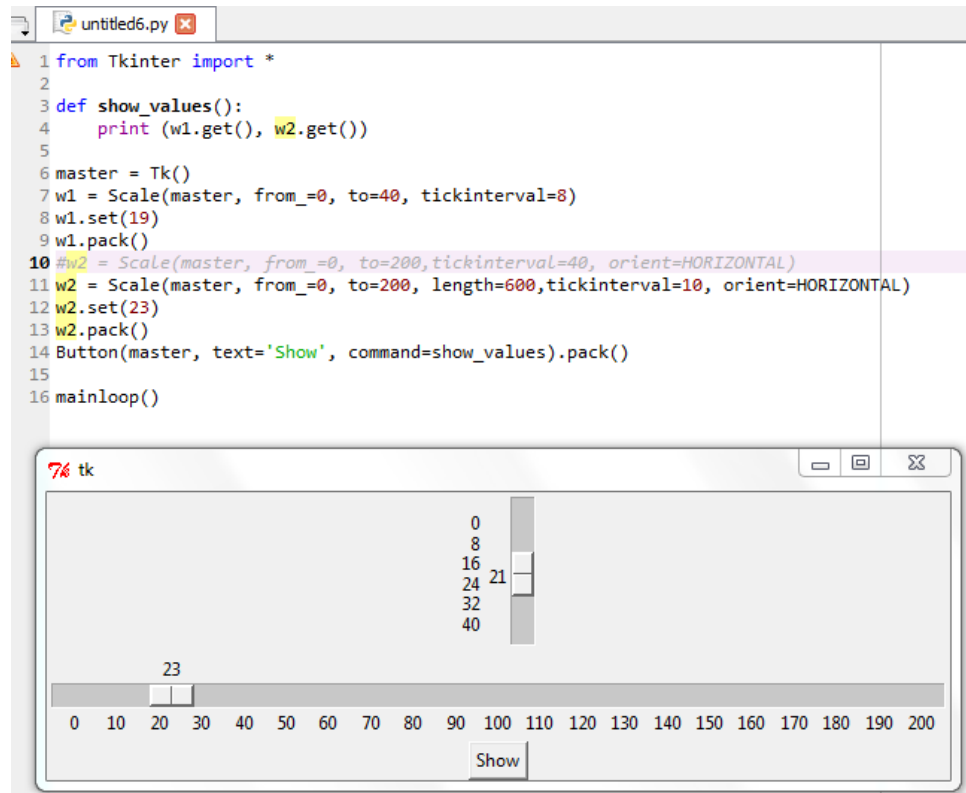 untitled6.py
1 from Tkinter import *
2
3 def show_values():
4     print (w1.get(), w2.get())
5
6 master = Tk()
7 w1 = Scale(master, from_=0, to=40, tickinterval=8)
8 w1.set(19)
9 w1.pack()
10 #w2 = Scale(master, from_=0, to=200,tickinterval=40, orient=HORIZONTAL)
11 w2 = Scale(master, from_=0, to=200, length=600,tickinterval=10, orient=HORIZONTAL)
12 w2.set(23)
13 w2.pack()
14 Button(master, text='Show', command=show_values).pack()
15
16 mainloop()
tk
0
8
16
24 21
32
40
23
0 10 20 30 40 50 60 70 80 90 100 110 120 130 140 150 160 170 180 190 200
Show